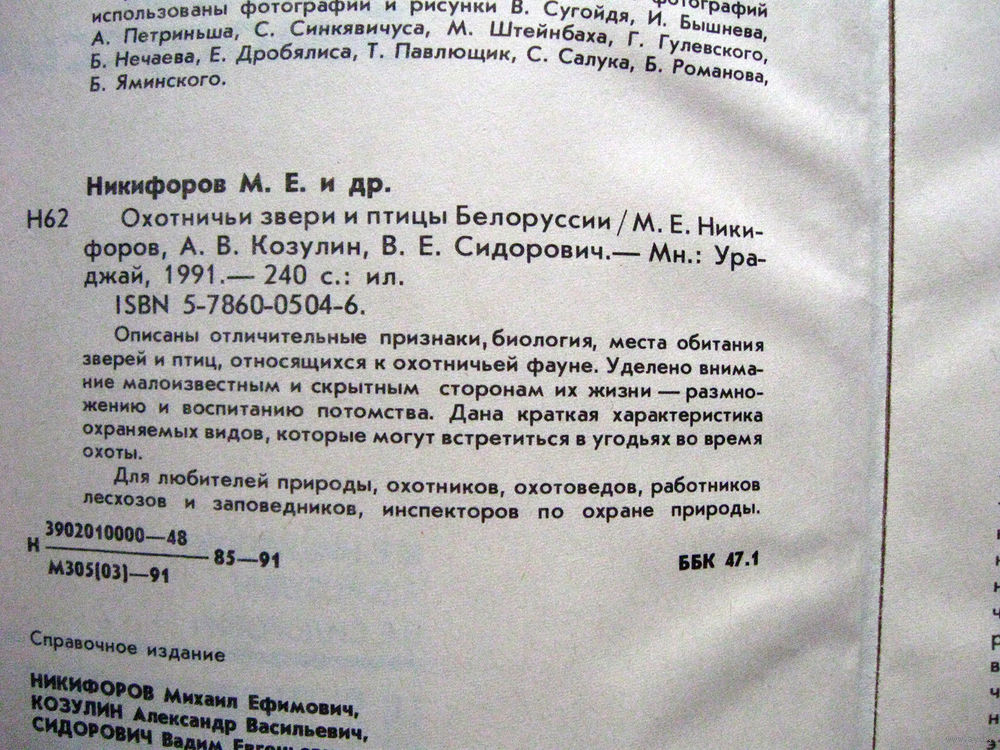 фотографий
использованы фотографии и рисунки В. Сугойдя, И. Бышнева,
А. Петриньша, С. Синкявичуса, М. Штейнбаха, Г. Гулевского,
Б. Нечаева, Е. Дробялиса, Т. Павлющик, С. Салука, Б. Романова,
Б. Яминского.
Никифоров М. Е. и др.
Н62 Охотничьи звери и птицы Белоруссии / М. Е. Ники-
форов, А. В. Козулин, В. Е. Сидорович.— Мн.: Ура-
джай, 1991.— 240 с.: ил.
ISBN 5-7860-0504-6.
Описаны отличительные признаки, биология, места обитания
зверей и птиц, относящихся к охотничьей фауне. Уделено внима-
ние малоизвестным и скрытным сторонам их жизни — размно-
жению и воспитанию потомства. Дана краткая характеристика
охраняемых видов, которые могут встретиться в угодьях во время
охоты.
Для любителей природы, охотников, охотоведов, работников
лесхозов и заповедников, инспекторов по охране природы.
3902010000—48
Н 85—91
М305(03)—91
ББК 47.1
Справочное издание
НИКИФОРОВ Михаил Ефимович,
КОЗУЛИН Александр Васильевич,
СИДОРОВИЧ Вадим